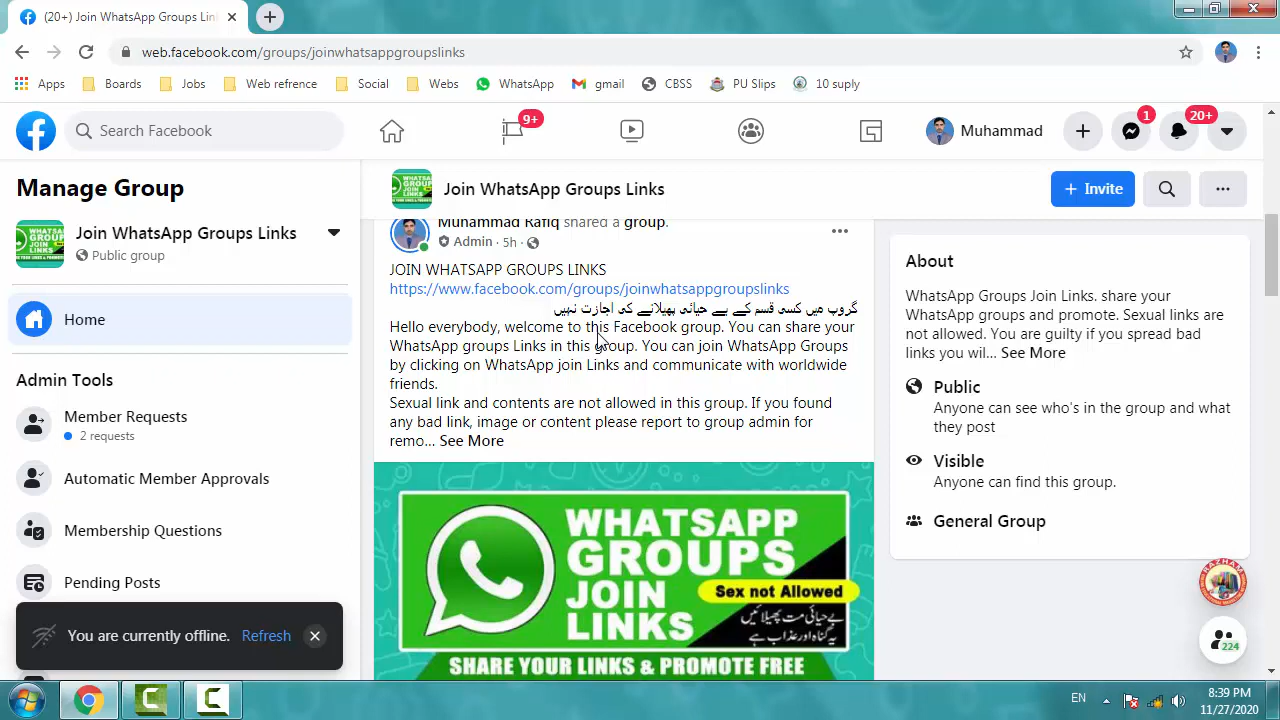 (20+) Join WhatsApp Groups Lin
web.facebook.com/groups/joinwhatsappgroupslinks
Apps Boards Jobs Web refrence Social Webs WhatsApp gmail CBSS PU Slips 10 suply
Search Facebook
9+
Muhammad
1
20+
Manage Group
Join WhatsApp Groups Links
Public group
Home
Admin Tools
Member Requests
2 requests
Automatic Member Approvals
Membership Questions
Pending Posts
You are currently offline. Refresh
Join WhatsApp Groups Links
+ Invite
Muhammad Rafiq shared a group.
Admin · 5h ·
JOIN WHATSAPP GROUPS LINKS
https://www.facebook.com/groups/joinwhatsappgroupslinks
گروپ میں کسی قسم کے بے حیائی پھیلانے کی اجازت نہیں
Hello everybody, welcome to this Facebook group. You can share your
WhatsApp groups Links in this group. You can join WhatsApp Groups
by clicking on WhatsApp join Links and communicate with worldwide
friends.
Sexual link and contents are not allowed in this group. If you found
any bad link, image or content please report to group admin for
remo... See More
WHATSAPP
GROUPS
JOIN
LINKS
Sex not Allowed
بے حیائی مت پھیلائیں
یہ گناہ اور عذاب ہے
SHARE YOUR LINKS & PROMOTE FREE
About
WhatsApp Groups Join Links. share your
WhatsApp groups and promote. Sexual links are
not allowed. You are guilty if you spread bad
links you wil... See More
Public
Anyone can see who's in the group and what
they post
Visible
Anyone can find this group.
General Group
224
EN
8:39 PM
11/27/2020